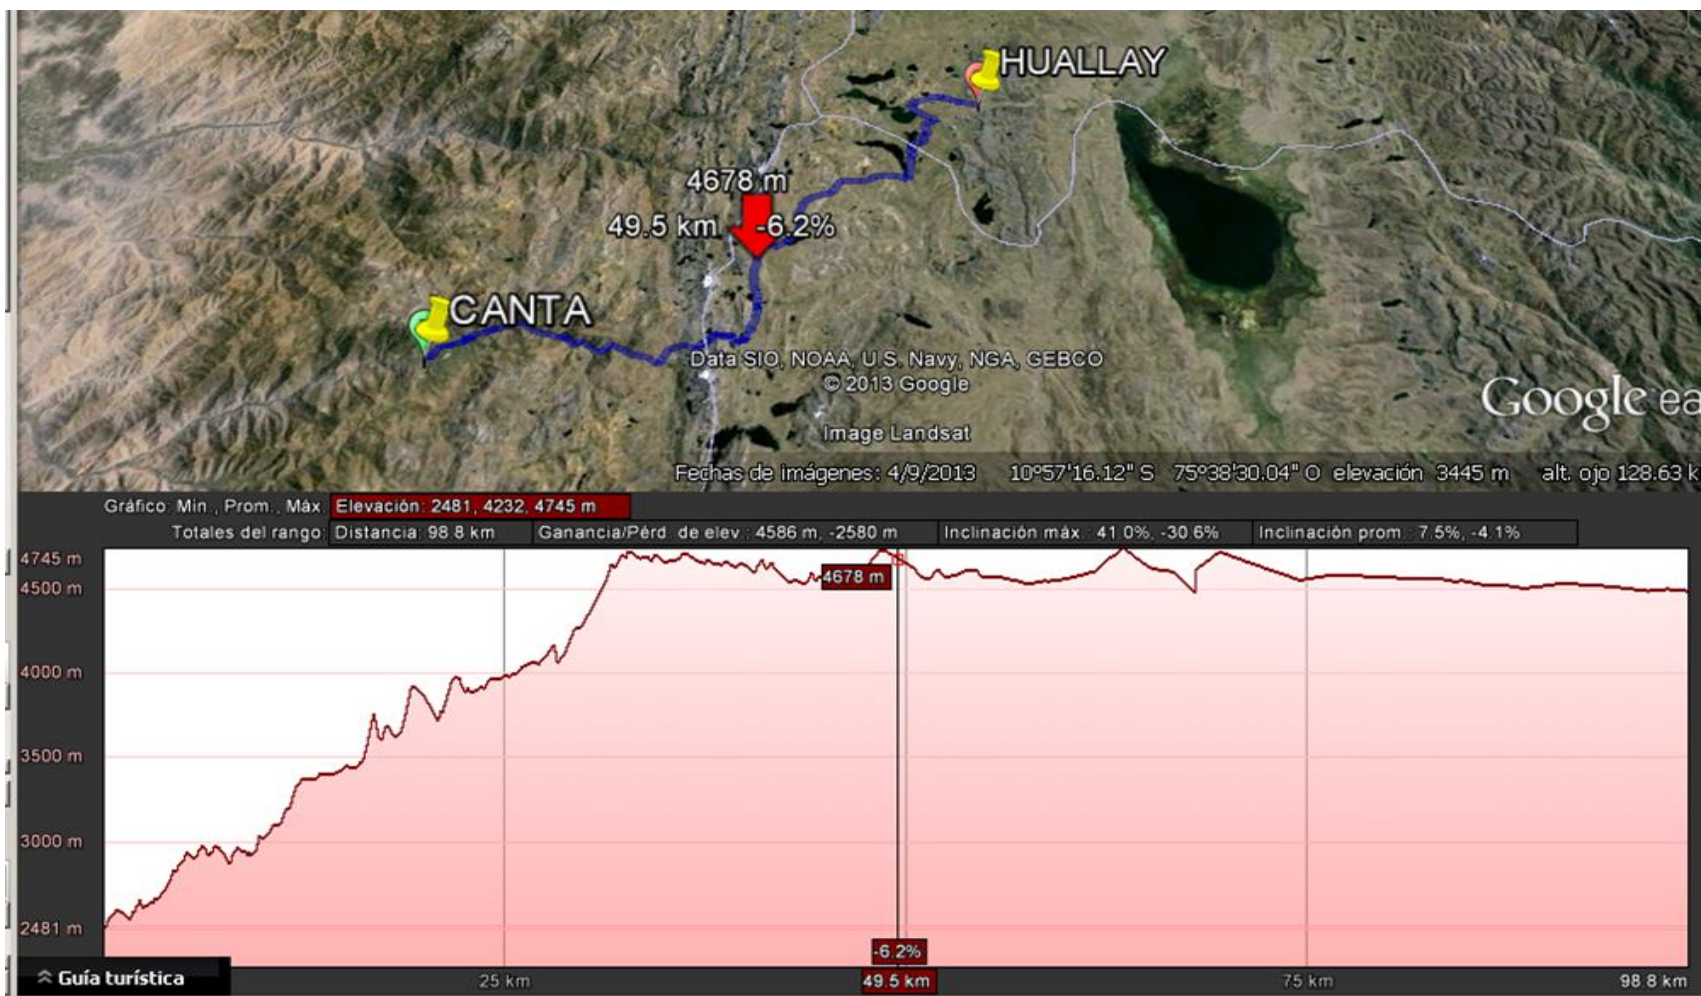 HUALLAY
4678 m
49.5 km -6.2%
CANTA
Data SIO, NOAA, U.S. Navy, NGA, GEBCO
© 2013 Google
Image Landsat
Google ea
Fechas de imágenes: 4/9/2013 10°57'16.12" S 75°38'30.04" O elevación 3445 m alt. ojo 128.63 k
Gráfico: Mín., Prom., Máx. Elevación: 2481, 4232, 4745 m
Totales del rango: Distancia: 98.8 km Ganancia/Pérd. de elev.: 4586 m, -2580 m Inclinación máx.: 41.0%, -30.6% Inclinación prom.: 7.5%, -4.1%
4745 m
4678 m
4500 m
4000 m
3500 m
3000 m
2481 m
-6.2%
Guía turística
25 km 49.5 km 75 km 98.8 km